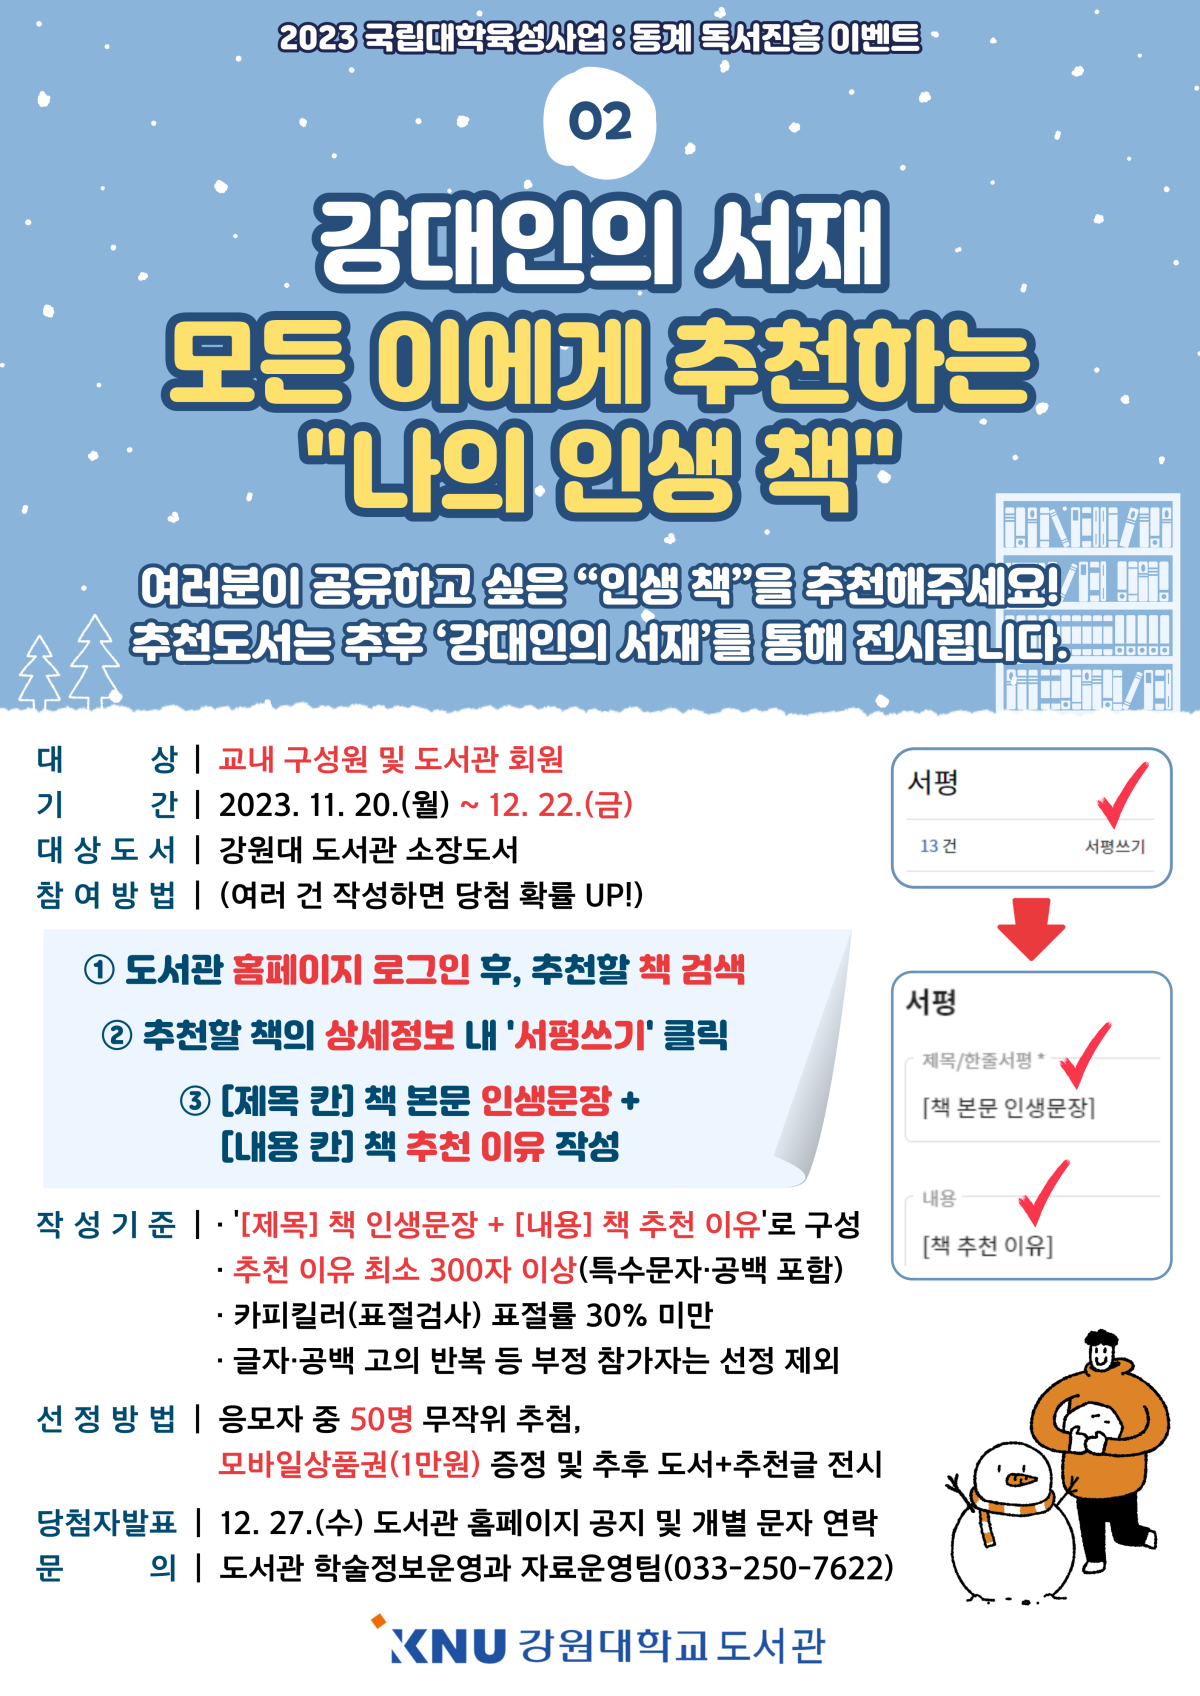 2023 국립대학육성사업 : 동계 독서진흥 이벤트
02
강대인의 서재
모든 이에게 추천하는
"나의 인생 책"
여러분이 공유하고 싶은 “인생 책”을 추천해주세요!
추천도서는 추후 ‘강대인의 서재’를 통해 전시됩니다.
대 상 | 교내 구성원 및 도서관 회원
기 간 | 2023. 11. 20.(월) ~ 12. 22.(금)
대 상 도 서 | 강원대 도서관 소장도서
참 여 방 법 | (여러 건 작성하면 당첨 확률 UP!)
① 도서관 홈페이지 로그인 후, 추천할 책 검색
② 추천할 책의 상세정보 내 '서평쓰기' 클릭
③ [제목 칸] 책 본문 인생문장 +
[내용 칸] 책 추천 이유 작성
서평
13 건 서평쓰기
서평
제목/한줄서평 *
[책 본문 인생문장]
내용
[책 추천 이유]
작 성 기 준 | · '[제목] 책 인생문장 + [내용] 책 추천 이유'로 구성
· 추천 이유 최소 300자 이상(특수문자·공백 포함)
· 카피킬러(표절검사) 표절률 30% 미만
· 글자·공백 고의 반복 등 부정 참가자는 선정 제외
선 정 방 법 | 응모자 중 50명 무작위 추첨,
모바일상품권(1만원) 증정 및 추후 도서+추천글 전시
당첨자발표 | 12. 27.(수) 도서관 홈페이지 공지 및 개별 문자 연락
문 의 | 도서관 학술정보운영과 자료운영팀(033-250-7622)
KNU 강원대학교 도서관